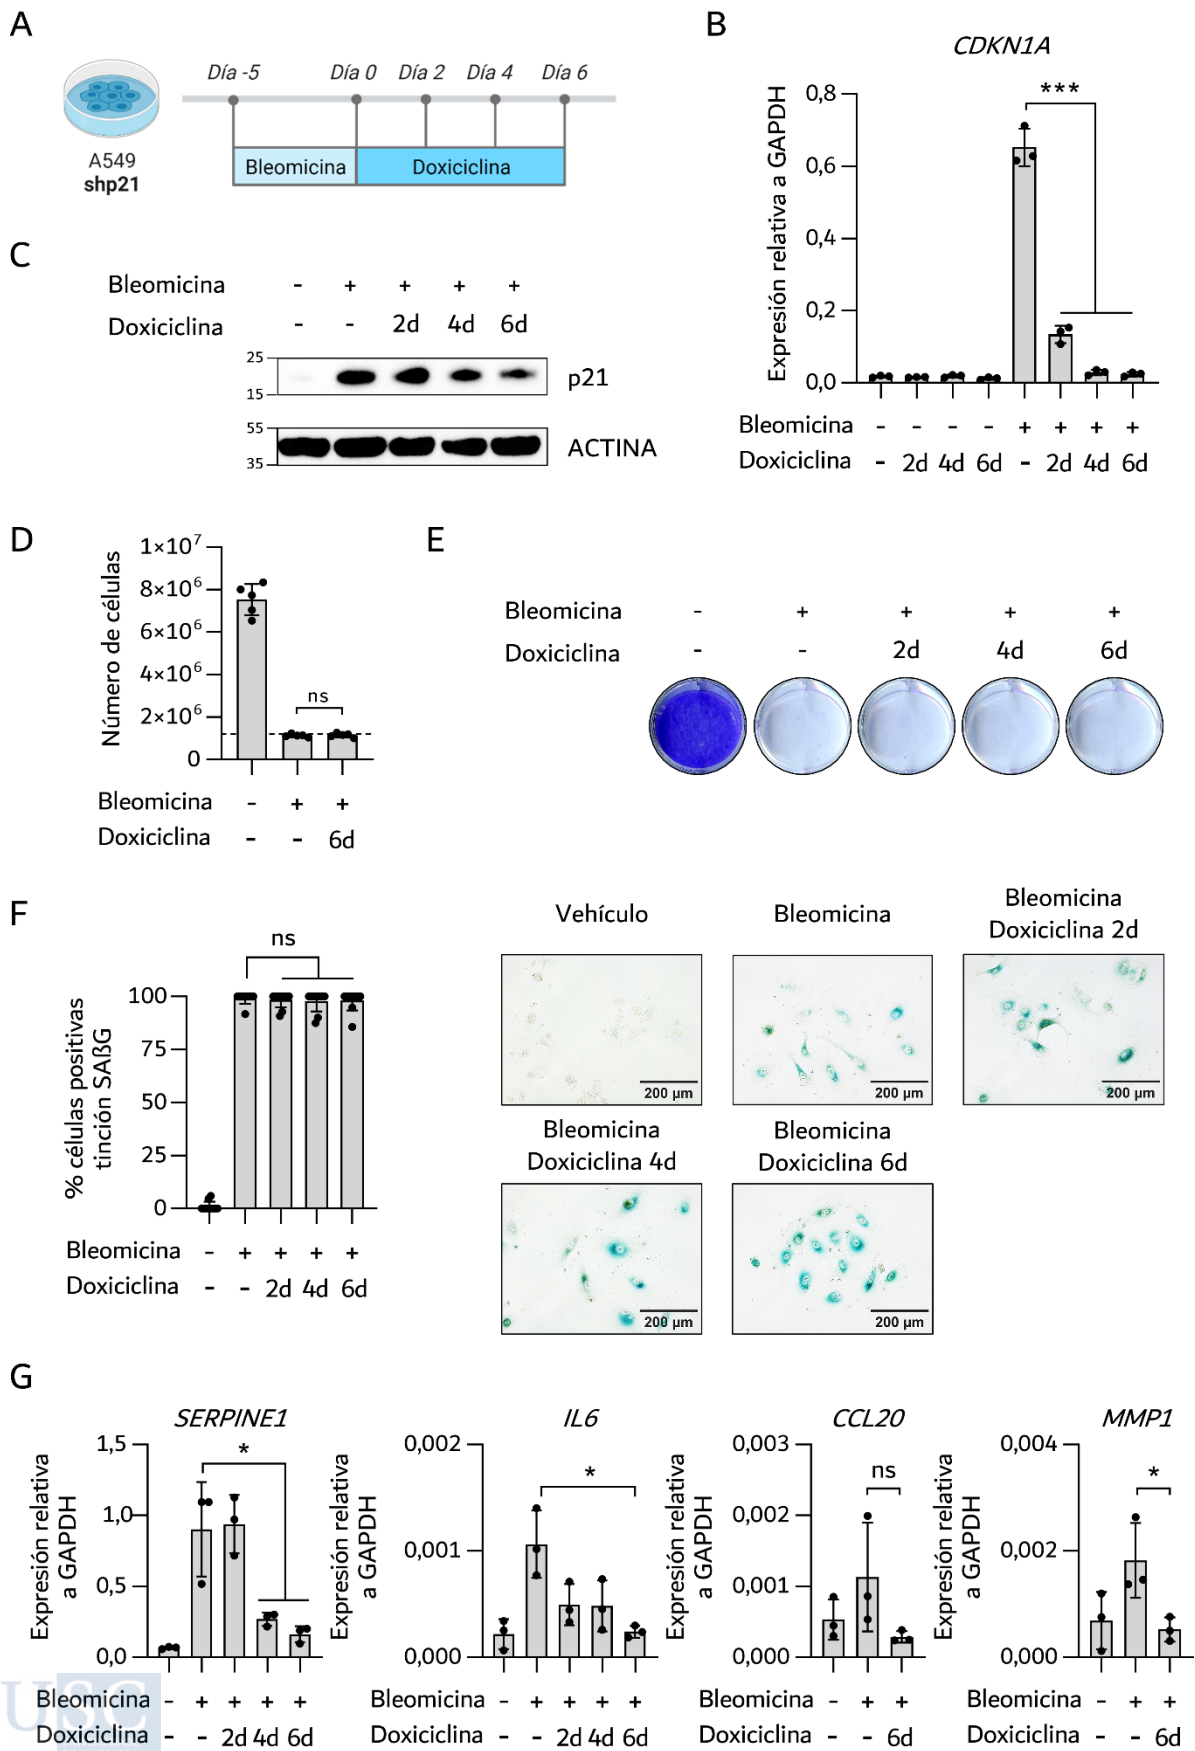 A
Día -5 Día 0 Día 2 Día 4 Día 6
Bleomicina Doxiciclina
A549
shp21
B
CDKN1A
Expresión relativa a GAPDH
0,8
0,6
0,4
0,2
0,0
***
Bleomicina - - - - + + + +
Doxiciclina - 2d 4d 6d - 2d 4d 6d
C
Bleomicina - + + + +
Doxiciclina - - 2d 4d 6d
25
15
p21
55
35
ACTINA
D
Número de células
1×10⁷
8×10⁶
6×10⁶
4×10⁶
2×10⁶
0
ns
Bleomicina - + +
Doxiciclina - - 6d
E
Bleomicina - + + + +
Doxiciclina - - 2d 4d 6d
F
% células positivas
tinción SAßG
100
75
50
25
0
ns
Bleomicina - + + + +
Doxiciclina - - 2d 4d 6d
Vehículo
200 µm
Bleomicina
200 µm
Bleomicina
Doxiciclina 2d
200 µm
Bleomicina
Doxiciclina 4d
200 µm
Bleomicina
Doxiciclina 6d
200 µm
G
SERPINE1
Expresión relativa
a GAPDH
1,5
1,0
0,5
0,0
*
Bleomicina - + + + +
Doxiciclina - - 2d 4d 6d
IL6
Expresión relativa
a GAPDH
0,002
0,001
0,000
*
Bleomicina - + + + +
Doxiciclina - - 2d 4d 6d
CCL20
Expresión relativa
a GAPDH
0,003
0,002
0,001
0,000
ns
Bleomicina - + +
Doxiciclina - - 6d
MMP1
Expresión relativa
a GAPDH
0,004
0,002
0,000
*
Bleomicina - + +
Doxiciclina - - 6d
USC